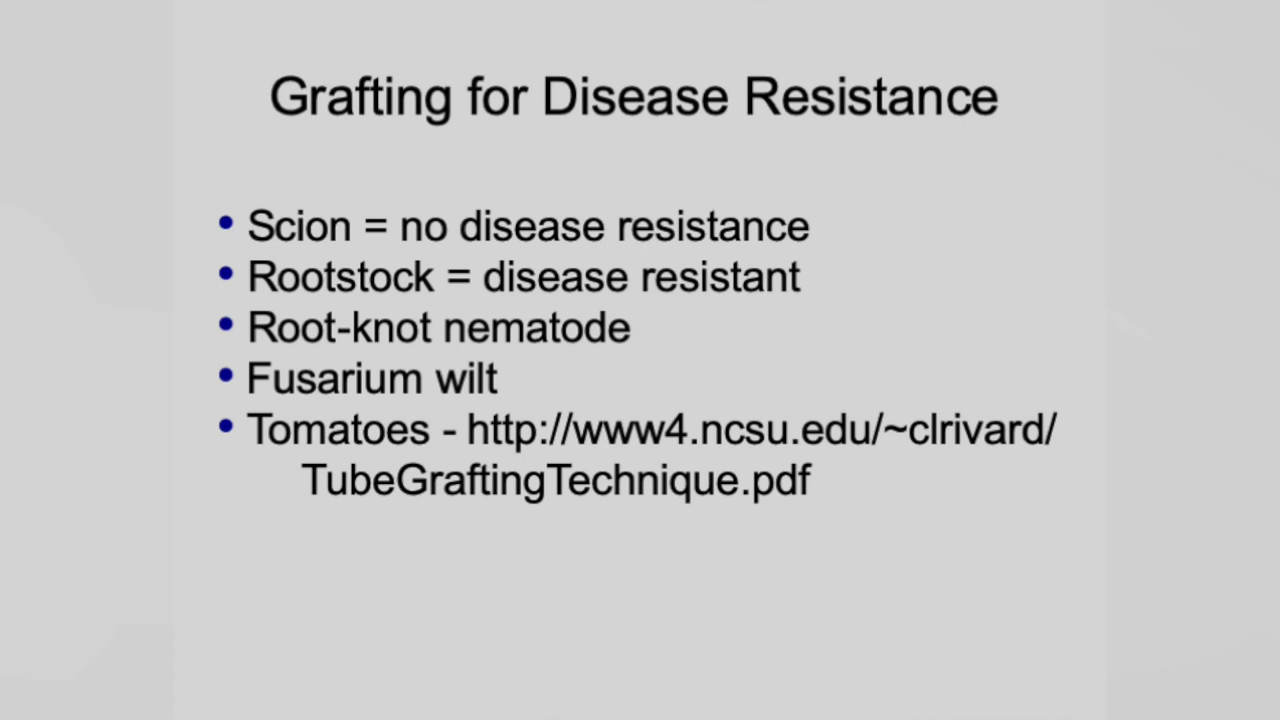 Grafting for Disease Resistance
• Scion = no disease resistance
• Rootstock = disease resistant
• Root-knot nematode
• Fusarium wilt
• Tomatoes - http://www4.ncsu.edu/~clrivard/
TubeGraftingTechnique.pdf